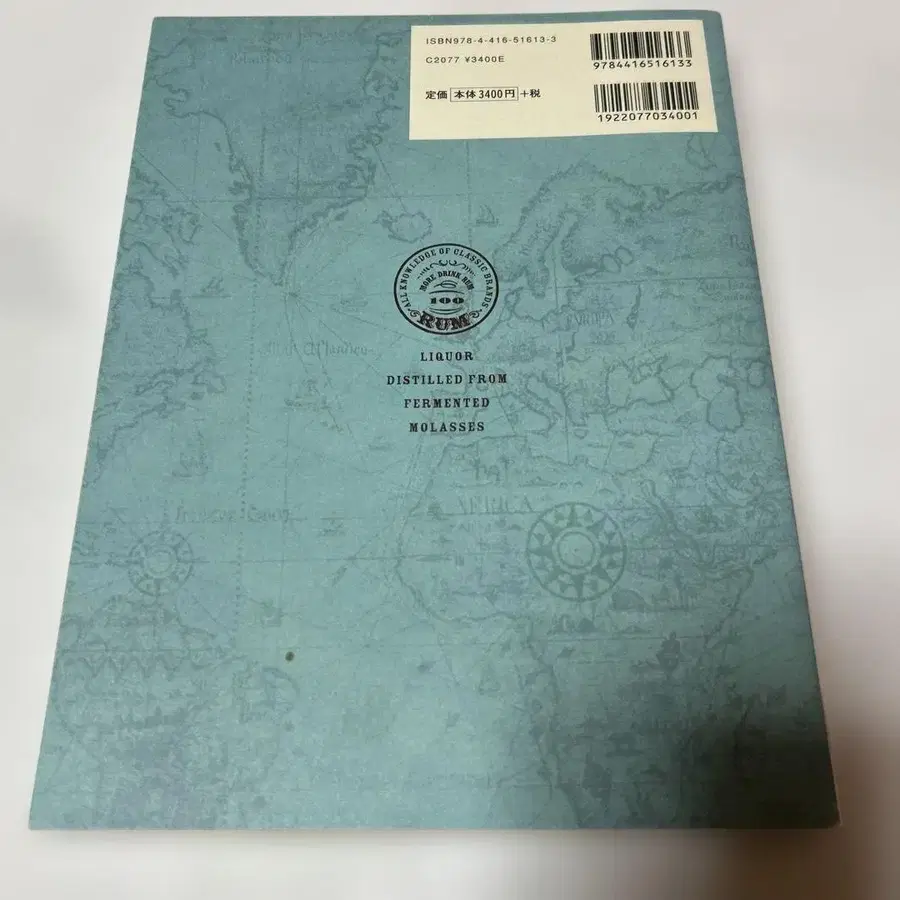 ISBN978-4-416-51613-3
C2077 ¥3400E
定価 本体3400円 +税
9784416516133
1922077034001
ALL KNOWLEDGE OF CLASSIC BRANDS
MORE DRINK RUM
100
RUM
LIQUOR
DISTILLED FROM
FERMENTED
MOLASSES
EVROPA
AFRICA